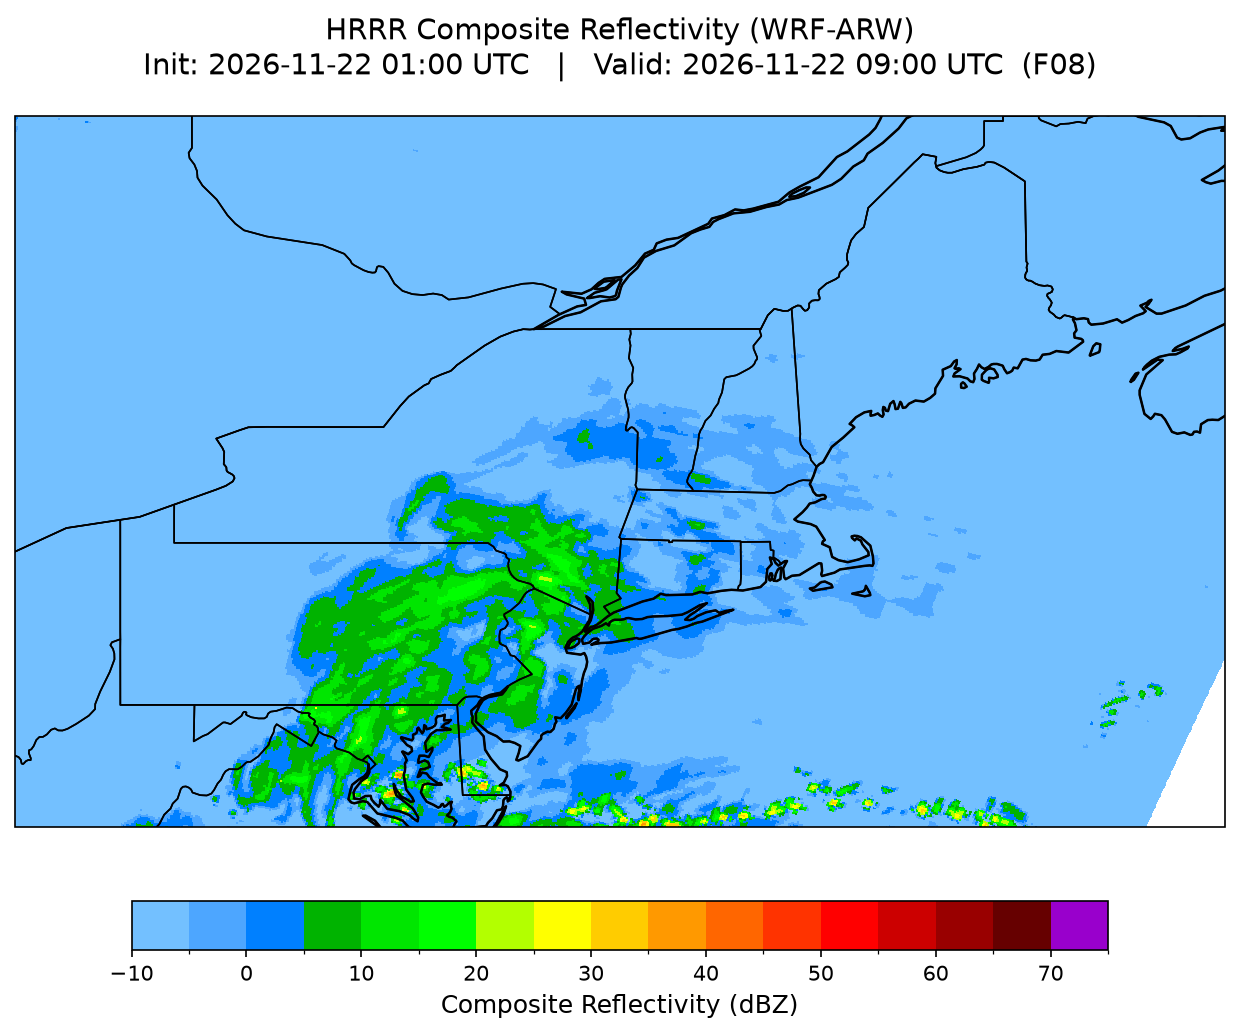 HRRR Composite Reflectivity (WRF-ARW)
Init: 2026-11-22 01:00 UTC   |   Valid: 2026-11-22 09:00 UTC  (F08)
−10 0 10 20 30 40 50 60 70
Composite Reflectivity (dBZ)